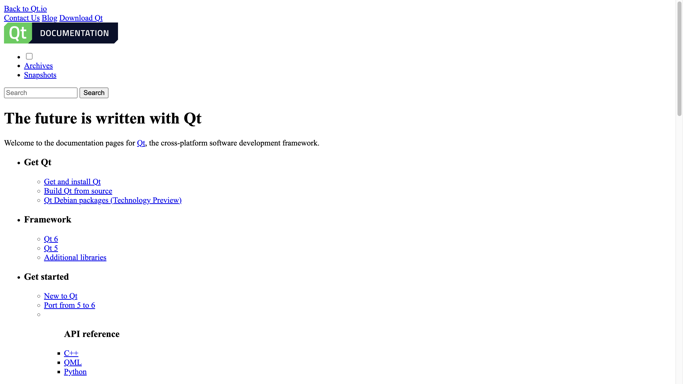 Back to Qt.io
Contact Us Blog Download Qt
Qt DOCUMENTATION
Archives
Snapshots
Search Search
The future is written with Qt
Welcome to the documentation pages for Qt, the cross-platform software development framework.
Get Qt
Get and install Qt
Build Qt from source
Qt Debian packages (Technology Preview)
Framework
Qt 6
Qt 5
Additional libraries
Get started
New to Qt
Port from 5 to 6
API reference
C++
QML
Python